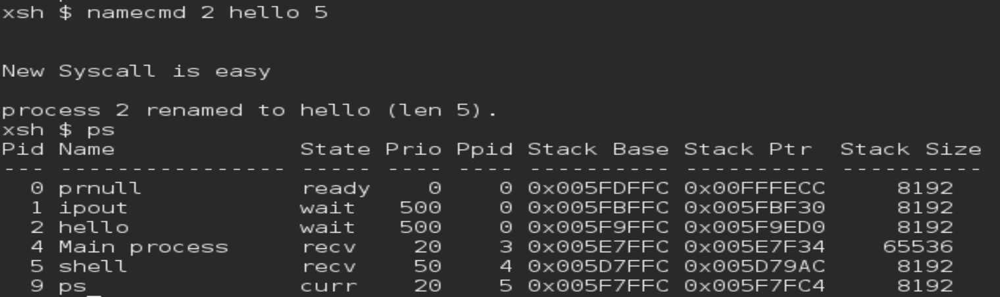 xsh $ namecmd 2 hello 5
New Syscall is easy
process 2 renamed to hello (len 5).
xsh $ ps
Pid Name             State Prio Ppid Stack Base Stack Ptr  Stack Size
--- ---------------- ----- ---- ---- ---------- ---------- ----------
  0 prnull           ready    0    0 0x005FDFFC 0x00FFFECC       8192
  1 ipout            wait   500    0 0x005FBFFC 0x005FBF30       8192
  2 hello            wait   500    0 0x005F9FFC 0x005F9ED0       8192
  4 Main process     recv    20    3 0x005E7FFC 0x005E7F34      65536
  5 shell            recv    50    4 0x005D7FFC 0x005D79AC       8192
  9 ps               curr    20    5 0x005F7FFC 0x005F7FC4       8192